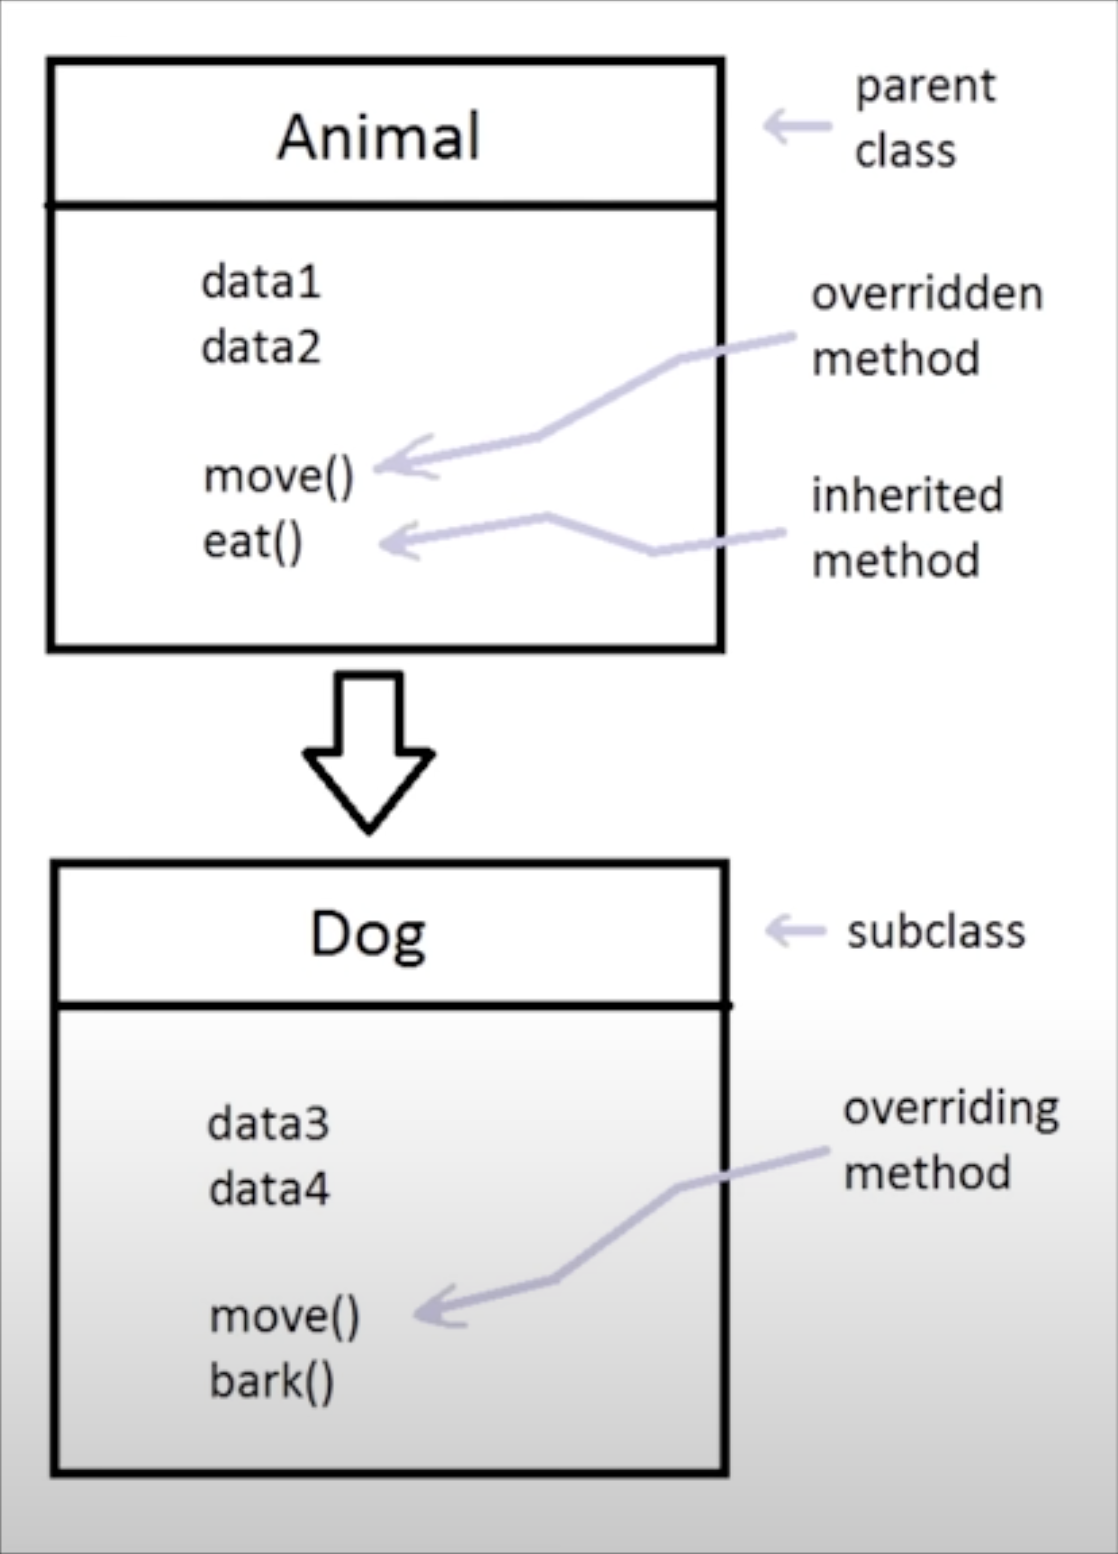 Animal
parent
class
data1
data2
overridden
method
move()
eat()
inherited
method
Dog
subclass
data3
data4
overriding
method
move()
bark()